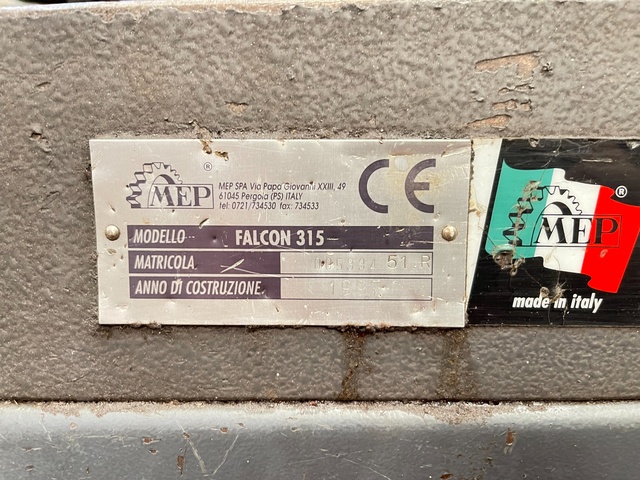 MEP ®
MEP SPA Via Papa Giovanni XXIII, 49
61045 Pergola (PS) ITALY
tel: 0721/734530 fax: 734533
CE
MODELLO FALCON 315
MATRICOLA 51.R
ANNO DI COSTRUZIONE
MEP ®
made in italy